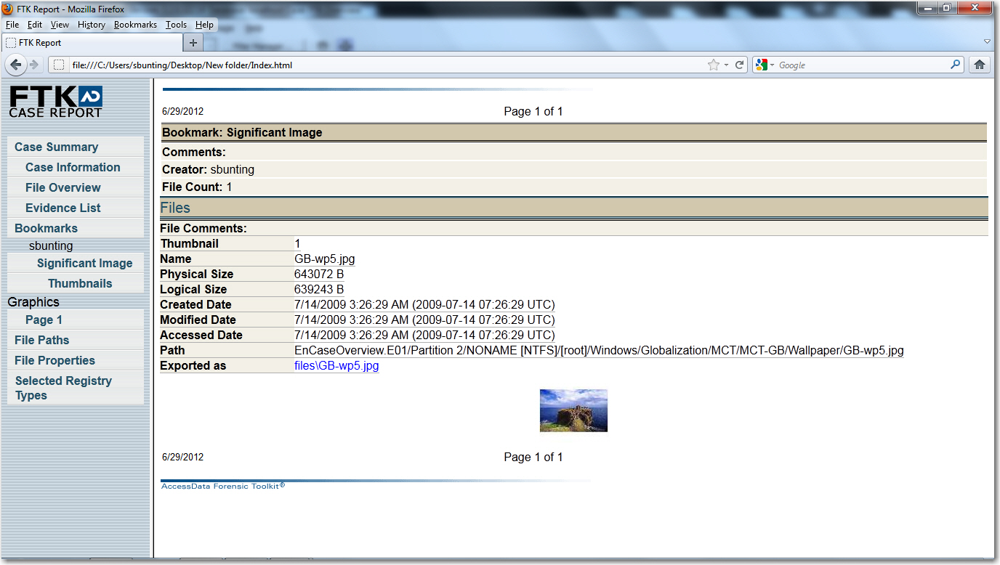 FTK Report - Mozilla Firefox
File Edit View History Bookmarks Tools Help
FTK Report
file:///C:/Users/sbunting/Desktop/New folder/Index.html
Google
FTK AD
CASE REPORT
Case Summary
Case Information
File Overview
Evidence List
Bookmarks
sbunting
Significant Image
Thumbnails
Graphics
Page 1
File Paths
File Properties
Selected Registry
Types
6/29/2012 Page 1 of 1
Bookmark: Significant Image
Comments:
Creator: sbunting
File Count: 1
Files
File Comments:
Thumbnail 1
Name GB-wp5.jpg
Physical Size 643072 B
Logical Size 639243 B
Created Date 7/14/2009 3:26:29 AM (2009-07-14 07:26:29 UTC)
Modified Date 7/14/2009 3:26:29 AM (2009-07-14 07:26:29 UTC)
Accessed Date 7/14/2009 3:26:29 AM (2009-07-14 07:26:29 UTC)
Path EnCaseOverview.E01/Partition 2/NONAME [NTFS]/[root]/Windows/Globalization/MCT/MCT-GB/Wallpaper/GB-wp5.jpg
Exported as files\GB-wp5.jpg
6/29/2012 Page 1 of 1
AccessData Forensic Toolkit®